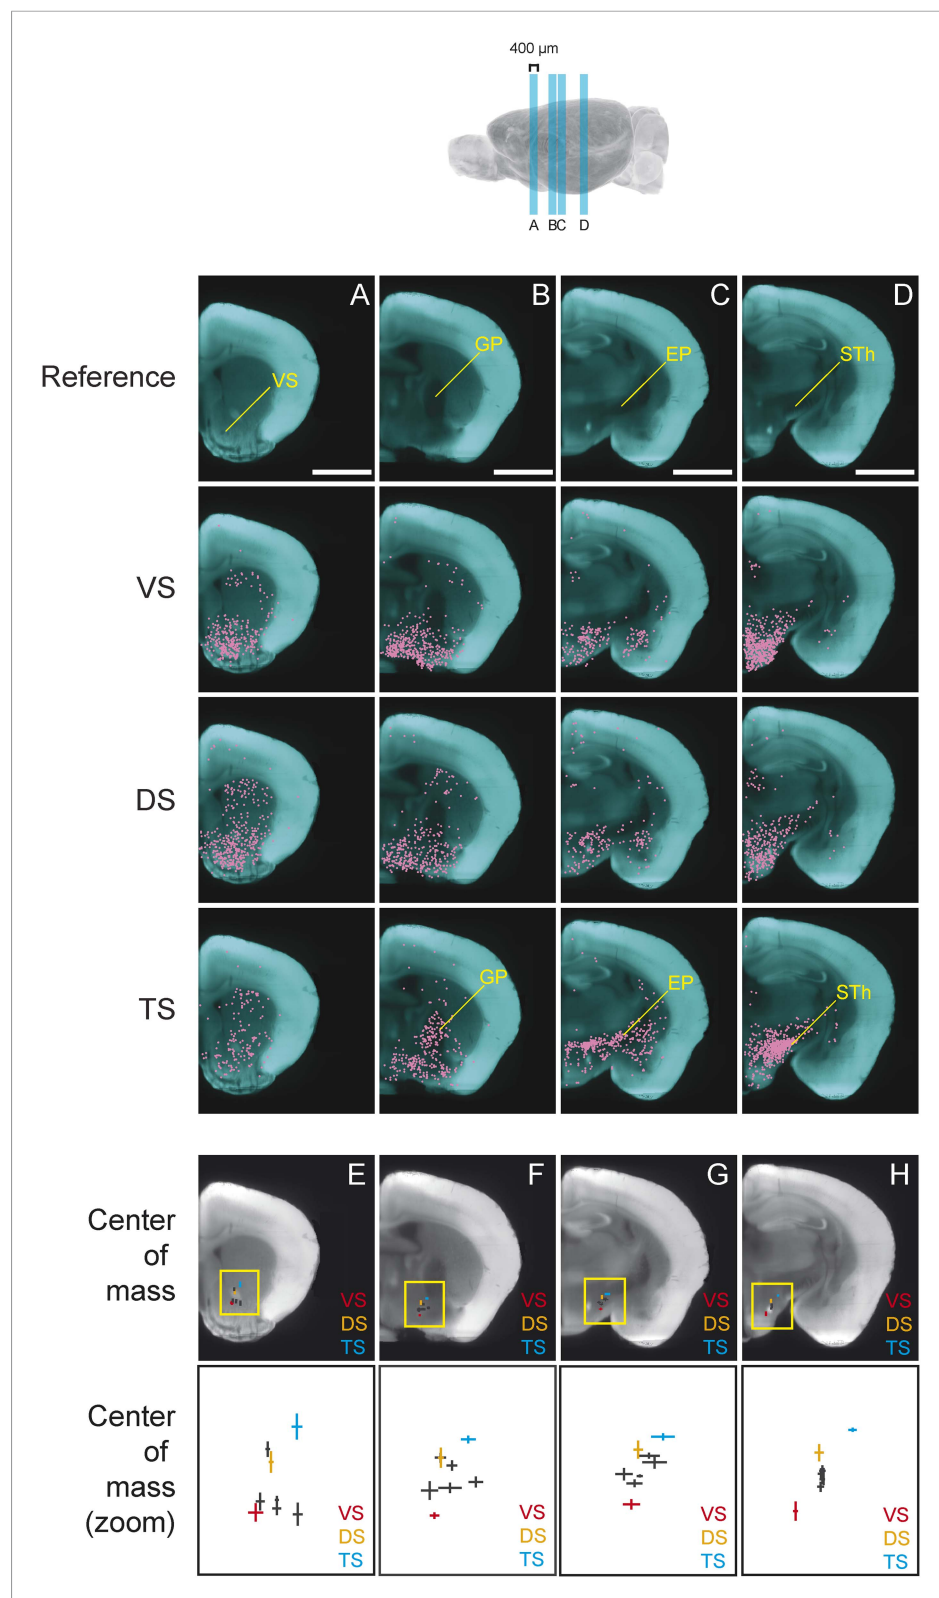 400 µm
A BC D
A B C D
Reference
VS GP EP STh
VS
DS
TS
GP EP STh
E F G H
Center
of
mass
VS VS VS VS
DS DS DS DS
TS TS TS TS
Center
of
mass
(zoom)
VS VS VS VS
DS DS DS DS
TS TS TS TS